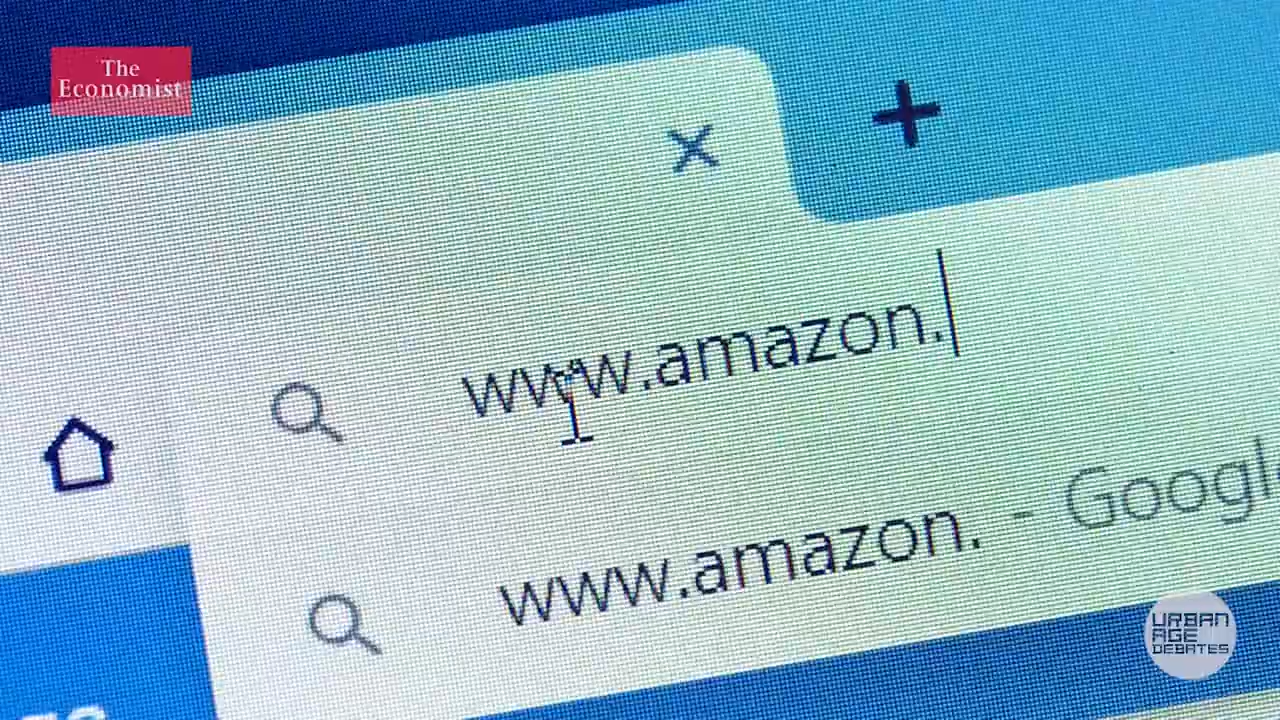 The
Economist
www.amazon.
www.amazon. - Googl
URBAN
AGE
DEBATES